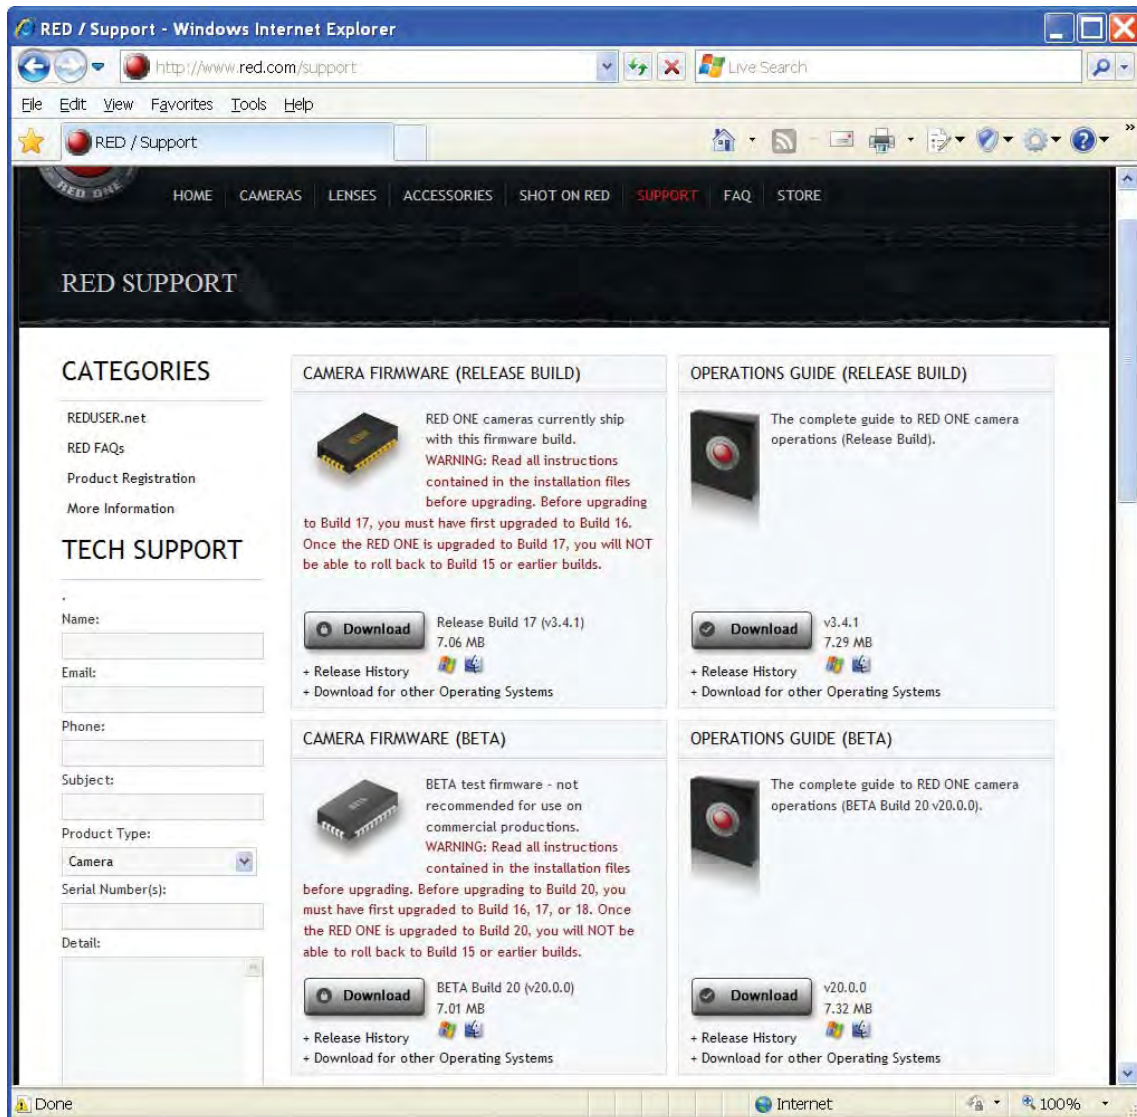 RED / Support - Windows Internet Explorer
http://www.red.com/support
Live Search
File Edit View Favorites Tools Help
RED / Support
»
RED ONE
HOME CAMERAS LENSES ACCESSORIES SHOT ON RED SUPPORT FAQ STORE
RED SUPPORT
CATEGORIES
REDUSER.net
RED FAQs
Product Registration
More Information
TECH SUPPORT
.
Name:
Email:
Phone:
Subject:
Product Type:
Camera
Serial Number(s):
Detail:
CAMERA FIRMWARE (RELEASE BUILD)
RED ONE cameras currently ship
with this firmware build.
WARNING: Read all instructions
contained in the installation files
before upgrading. Before upgrading
to Build 17, you must have first upgraded to Build 16.
Once the RED ONE is upgraded to Build 17, you will NOT
be able to roll back to Build 15 or earlier builds.
Download
Release Build 17 (v3.4.1)
7.06 MB
+ Release History
+ Download for other Operating Systems
OPERATIONS GUIDE (RELEASE BUILD)
The complete guide to RED ONE camera
operations (Release Build).
Download
v3.4.1
7.29 MB
+ Release History
+ Download for other Operating Systems
CAMERA FIRMWARE (BETA)
BETA
BETA test firmware - not
recommended for use on
commercial productions.
WARNING: Read all instructions
contained in the installation files
before upgrading. Before upgrading to Build 20, you
must have first upgraded to Build 16, 17, or 18. Once
the RED ONE is upgraded to Build 20, you will NOT be
able to roll back to Build 15 or earlier builds.
Download
BETA Build 20 (v20.0.0)
7.01 MB
+ Release History
+ Download for other Operating Systems
OPERATIONS GUIDE (BETA)
The complete guide to RED ONE camera
operations (BETA Build 20 v20.0.0).
Download
v20.0.0
7.32 MB
+ Release History
+ Download for other Operating Systems
Done
Internet
100%